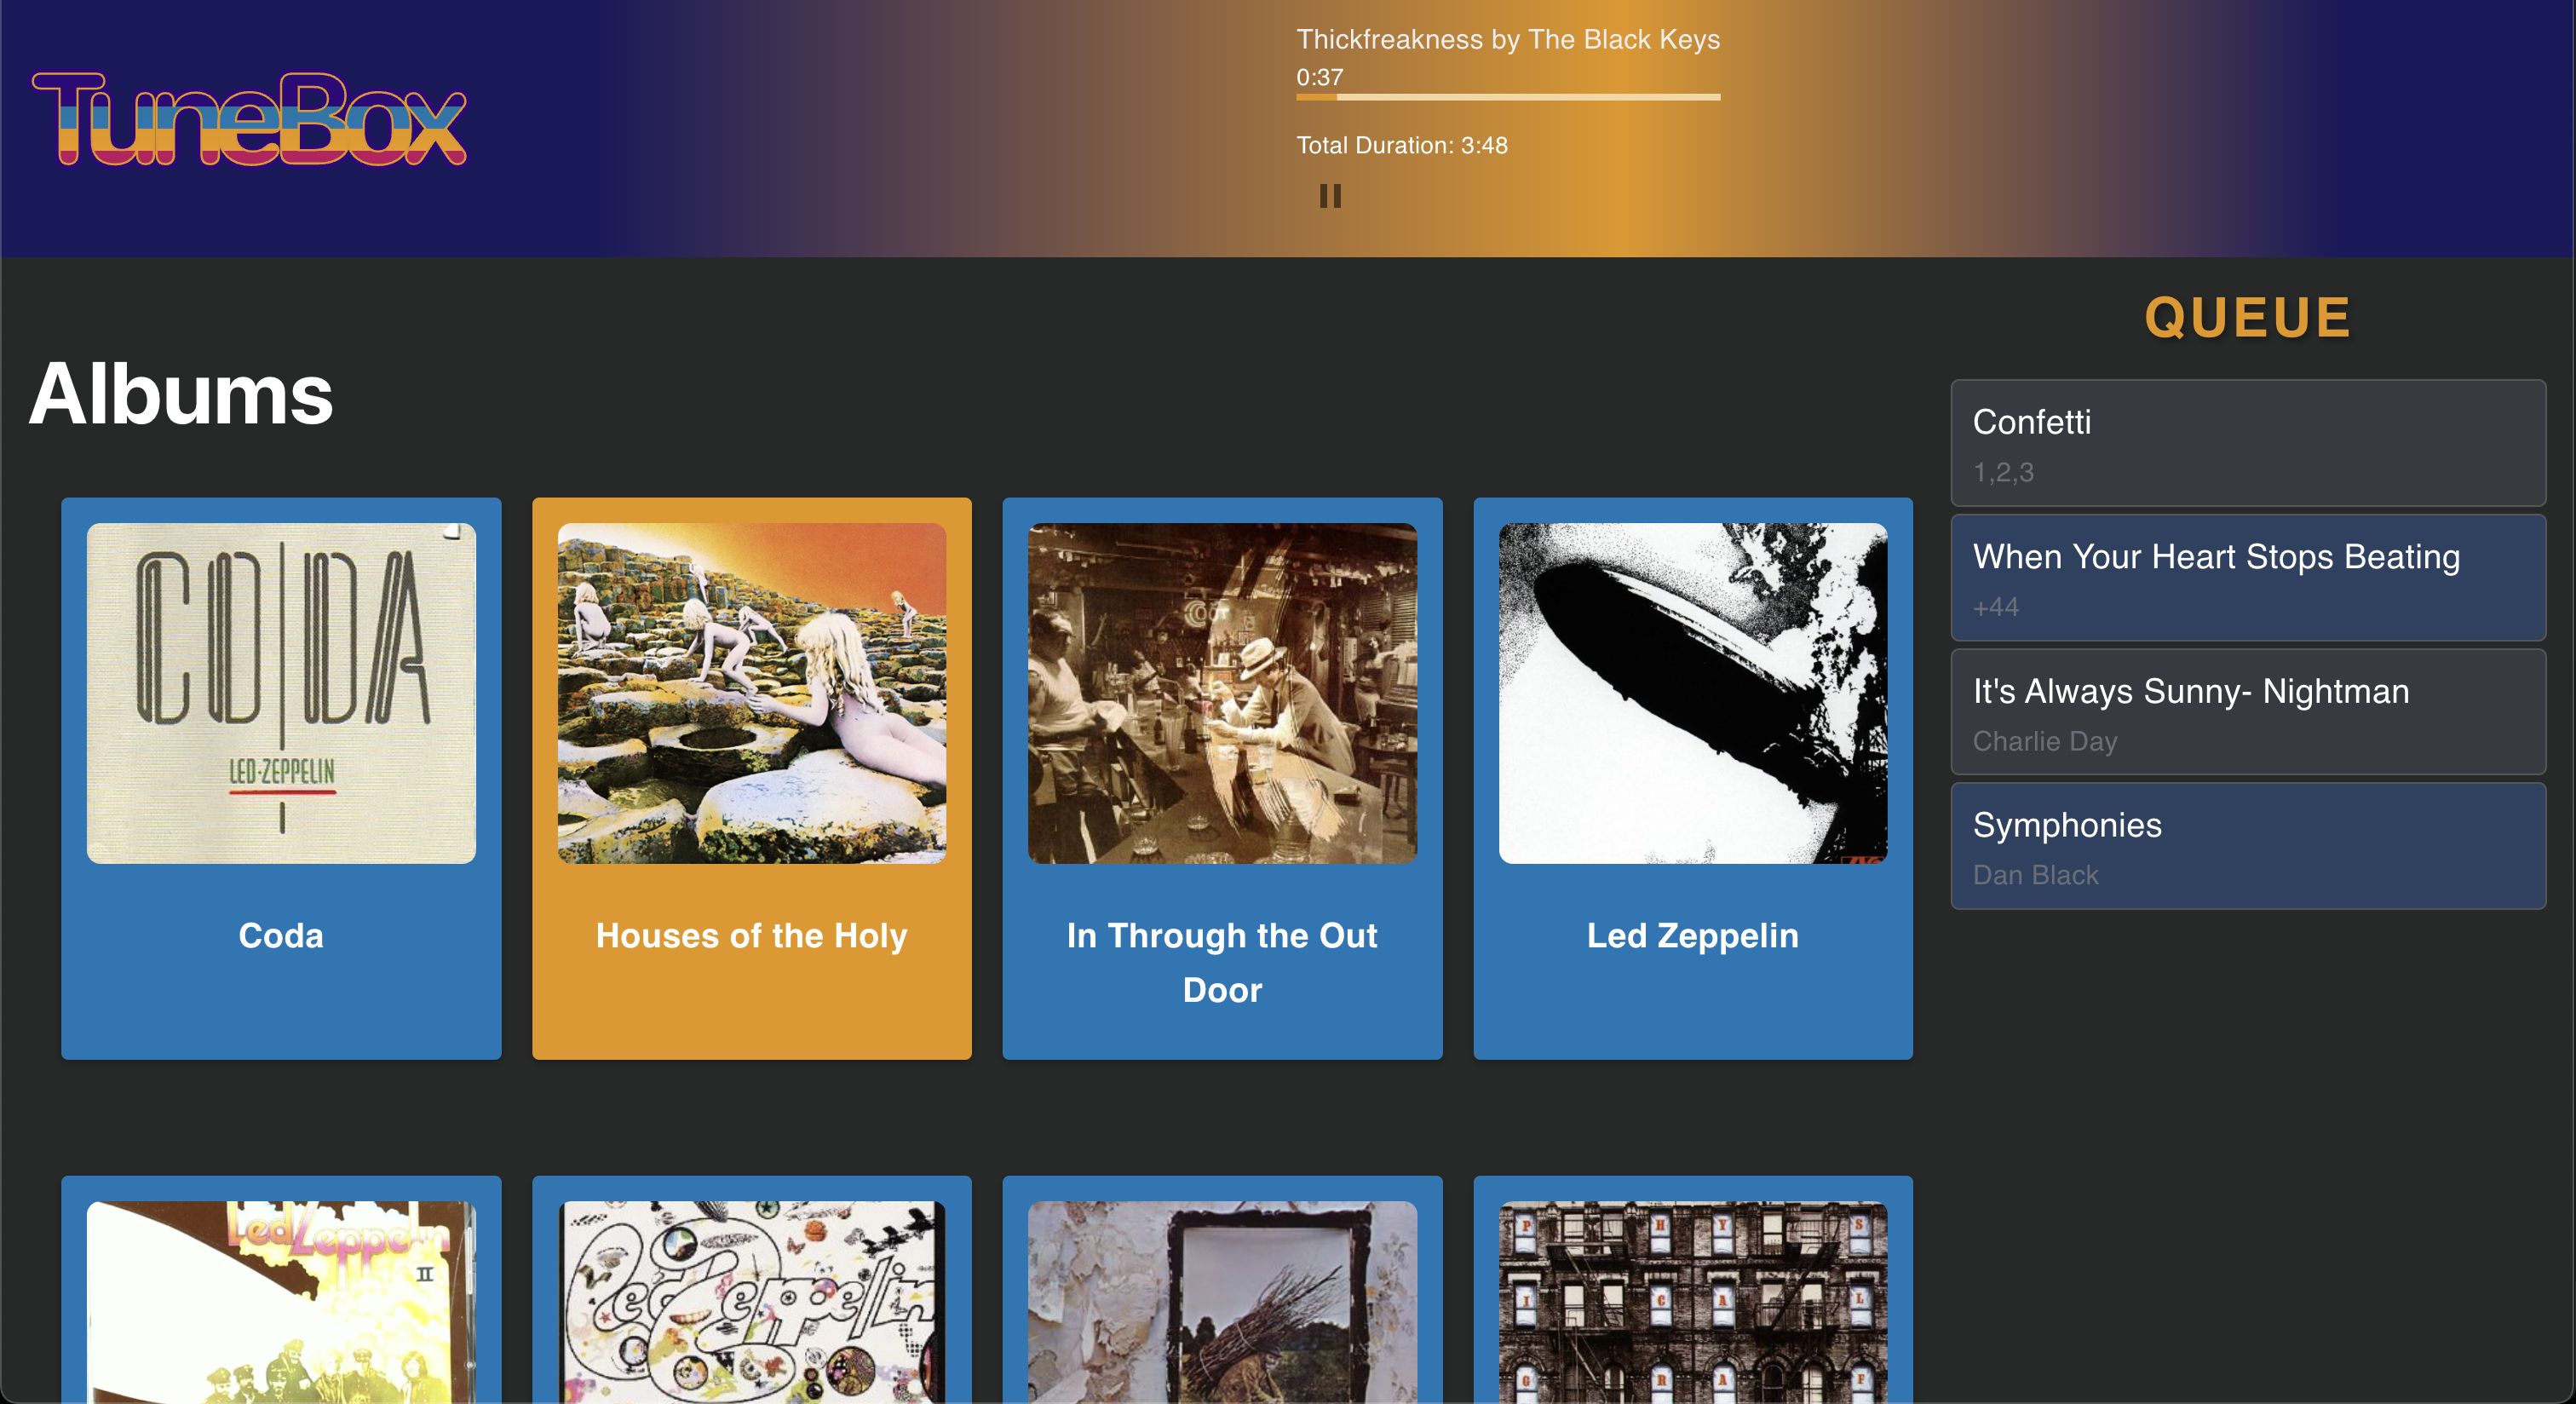 TuneBox
Thickfreakness by The Black Keys
0:37
Total Duration: 3:48
Albums
QUEUE
Confetti
1,2,3
When Your Heart Stops Beating
+44
It's Always Sunny- Nightman
Charlie Day
Symphonies
Dan Black
CODA
LED-ZEPPELIN
Coda
Houses of the Holy
In Through the Out
Door
Led Zeppelin
Led Zeppelin
II
Led Zeppelin
P H Y S
I C A L
G R A F